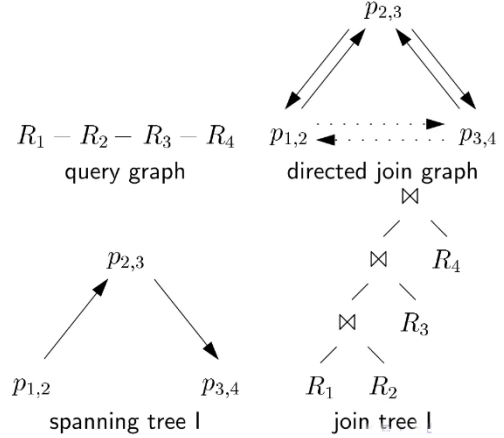 p2,3
R1 – R2 – R3 – R4
p1,2
p3,4
query graph
directed join graph
⋈
p2,3
⋈
R4
⋈
R3
p1,2
p3,4
R1
R2
spanning tree I
join tree I